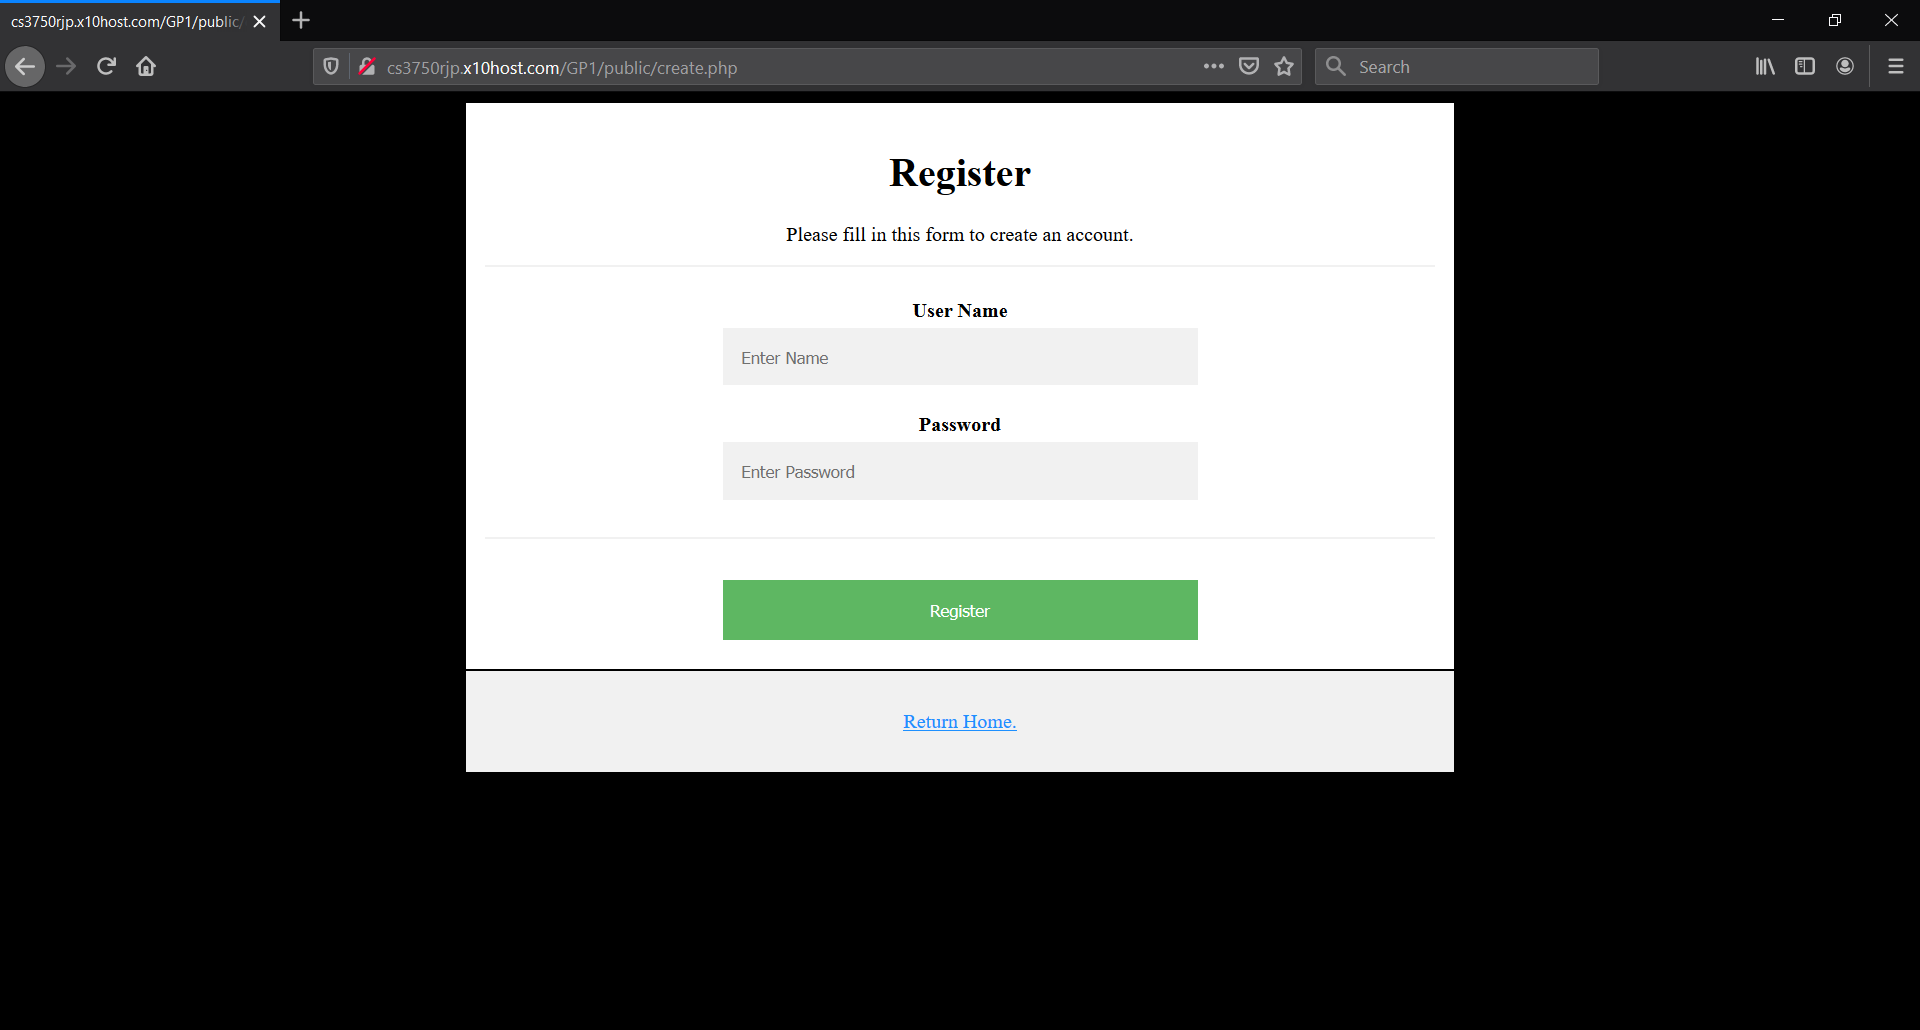 cs3750rjp.x10host.com/GP1/public/
cs3750rjp.x10host.com/GP1/public/create.php
Search
Register
Please fill in this form to create an account.
User Name
Enter Name
Password
Enter Password
Register
Return Home.